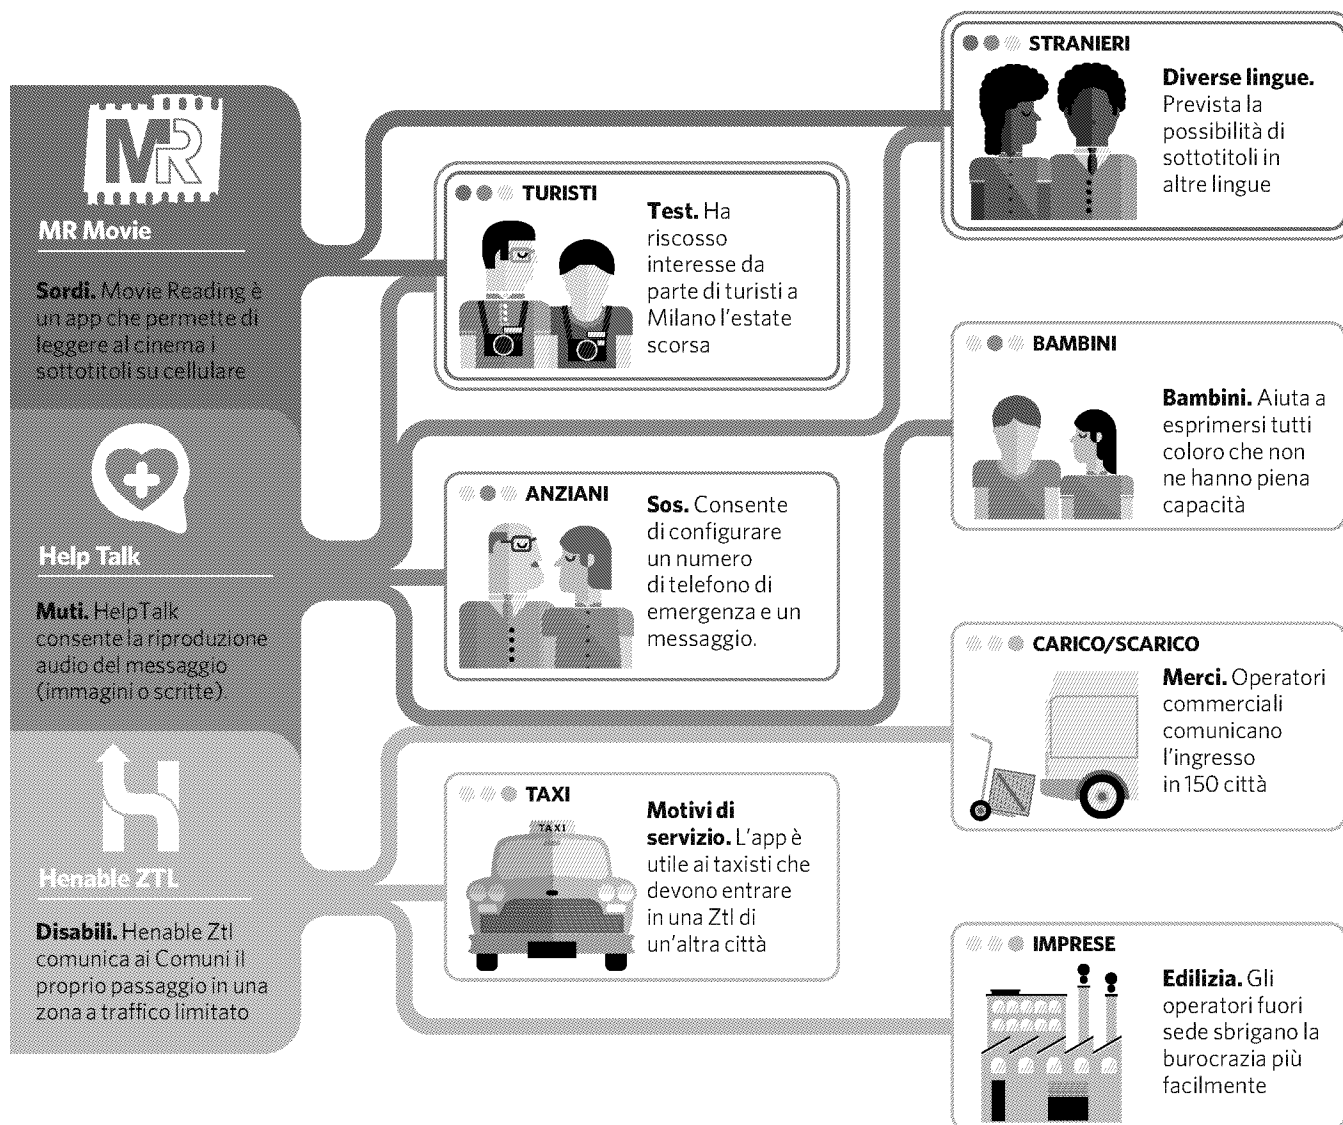 MR
MR Movie
Sordi. Movie Reading è
un app che permette di
leggere al cinema i
sottotitoli su cellulare
Help Talk
Muti. HelpTalk
consente la riproduzione
audio del messaggio
(immagini o scritte).
Henable ZTL
Disabili. Henable Ztl
comunica ai Comuni il
proprio passaggio in una
zona a traffico limitato
TURISTI
Test. Ha
riscosso
interesse da
parte di turisti a
Milano l'estate
scorsa
ANZIANI
Sos. Consente
di configurare
un numero
di telefono di
emergenza e un
messaggio.
TAXI
TAXI
Motivi di
servizio. L'app è
utile ai taxisti che
devono entrare
in una Ztl di
un'altra città
STRANIERI
Diverse lingue.
Prevista la
possibilità di
sottotitoli in
altre lingue
BAMBINI
Bambini. Aiuta a
esprimersi tutti
coloro che non
ne hanno piena
capacità
CARICO/SCARICO
Merci. Operatori
commerciali
comunicano
l'ingresso
in 150 città
IMPRESE
Edilizia. Gli
operatori fuori
sede sbrigano la
burocrazia più
facilmente